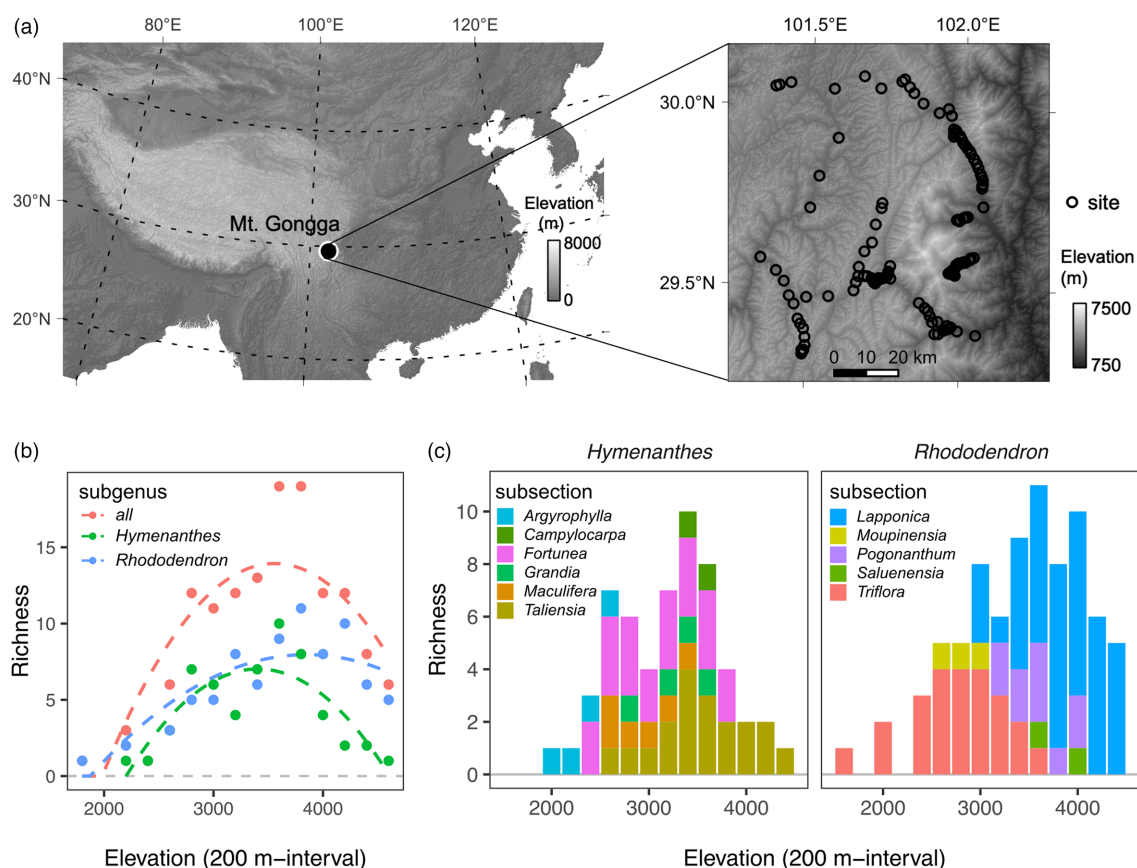 (a)
80°E
100°E
120°E
101.5°E
102.0°E
40°N
30°N
20°N
Mt. Gongga
Elevation
(m)
8000
0
30.0°N
29.5°N
0 10 20 km
site
Elevation
(m)
7500
750
(b)
subgenus
all
Hymenanthes
Rhododendron
Richness
15
10
5
0
2000 3000 4000
Elevation (200 m-interval)
(c)
Hymenanthes
subsection
Argyrophylla
Campylocarpa
Fortunea
Grandia
Maculifera
Taliensia
Rhododendron
subsection
Lapponica
Moupinensia
Pogonanthum
Saluenensia
Triflora
Richness
10
8
6
4
2
0
2000 3000 4000
2000 3000 4000
Elevation (200 m-interval)